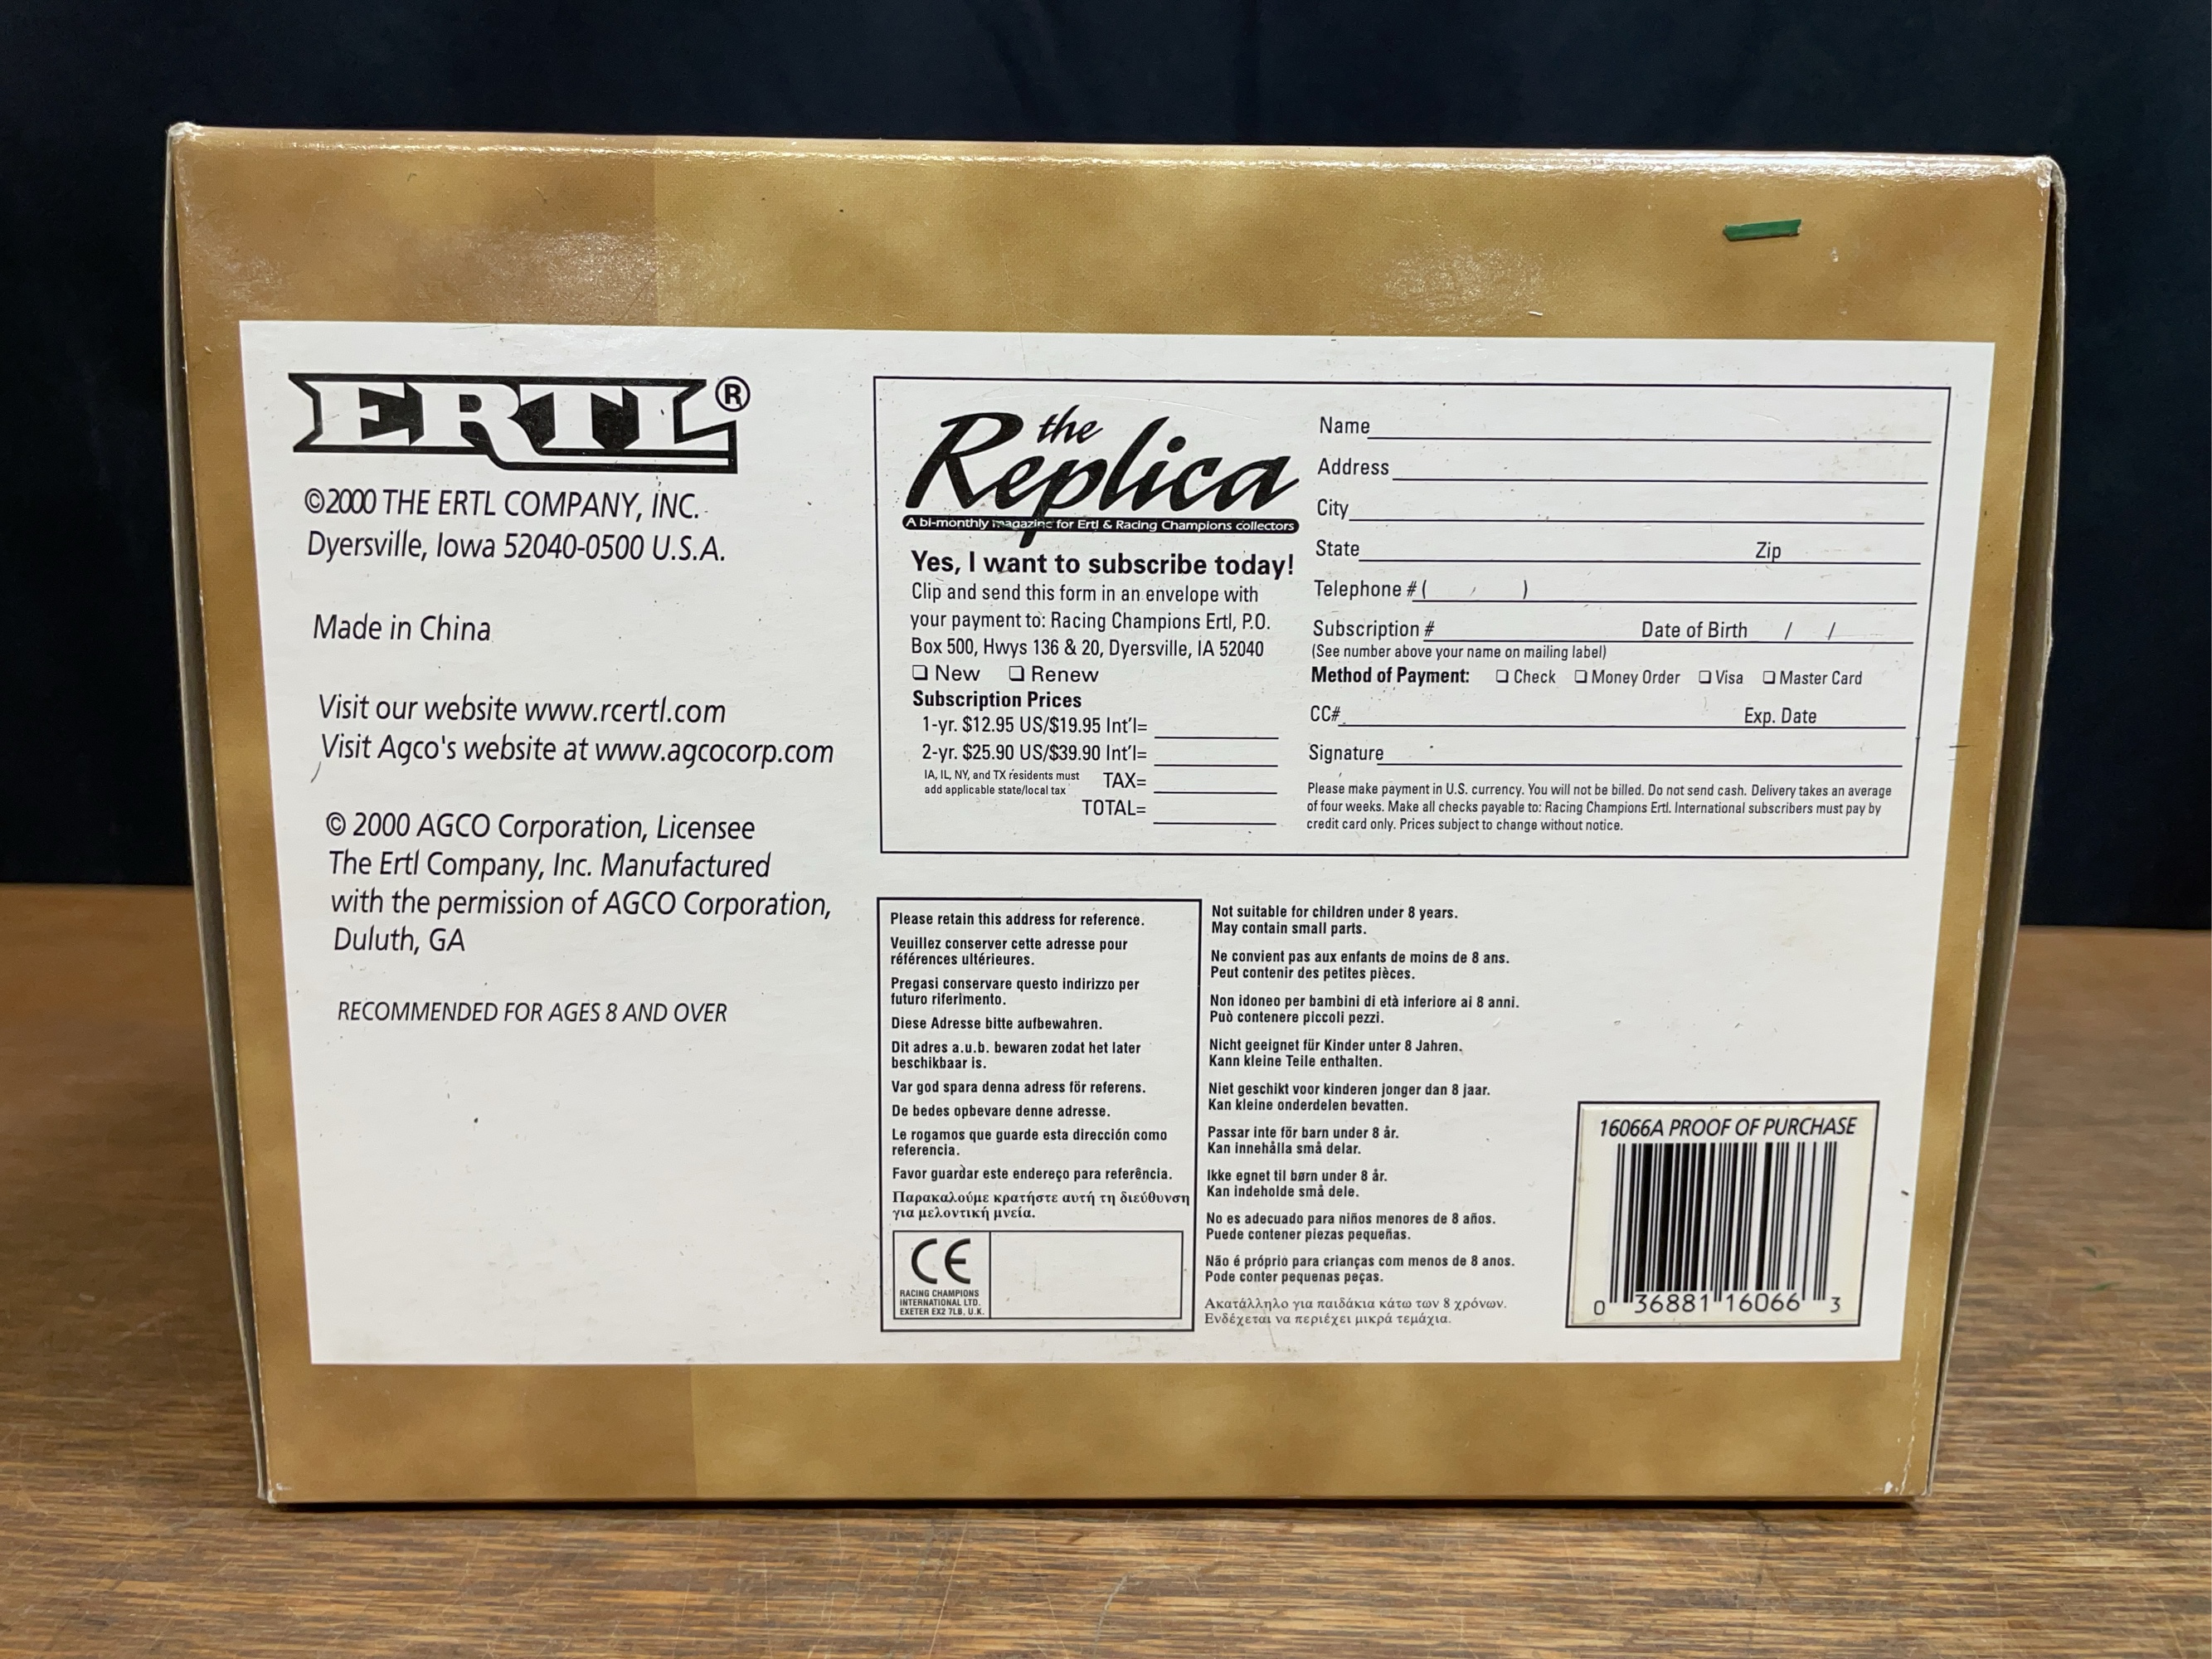 ERTL®
©2000 THE ERTL COMPANY, INC.
Dyersville, Iowa 52040-0500 U.S.A.
Made in China
Visit our website www.rcertl.com
Visit Agco's website at www.agcocorp.com
© 2000 AGCO Corporation, Licensee
The Ertl Company, Inc. Manufactured
with the permission of AGCO Corporation,
Duluth, GA
RECOMMENDED FOR AGES 8 AND OVER
the
Replica
A bi-monthly magazine for Ertl & Racing Champions collectors
Yes, I want to subscribe today!
Clip and send this form in an envelope with
your payment to: Racing Champions Ertl, P.O.
Box 500, Hwys 136 & 20, Dyersville, IA 52040
❏ New ❏ Renew
Subscription Prices
1-yr. $12.95 US/$19.95 Int'l=
2-yr. $25.90 US/$39.90 Int'l=
IA, IL, NY, and TX residents must
add applicable state/local tax
TAX=
TOTAL=
Name
Address
City
State Zip
Telephone # ( )
Subscription # Date of Birth / /
(See number above your name on mailing label)
Method of Payment: ❏ Check ❏ Money Order ❏ Visa ❏ Master Card
CC# Exp. Date
Signature
Please make payment in U.S. currency. You will not be billed. Do not send cash. Delivery takes an average
of four weeks. Make all checks payable to: Racing Champions Ertl. International subscribers must pay by
credit card only. Prices subject to change without notice.
Please retain this address for reference.
Veuillez conserver cette adresse pour
références ultérieures.
Pregasi conservare questo indirizzo per
futuro riferimento.
Diese Adresse bitte aufbewahren.
Dit adres a.u.b. bewaren zodat het later
beschikbaar is.
Var god spara denna adress för referens.
De bedes opbevare denne adresse.
Le rogamos que guarde esta dirección como
referencia.
Favor guardar este endereço para referência.
Παρακαλούμε κρατήστε αυτή τη διεύθυνση
για μελοντική μνεία.
CE
RACING CHAMPIONS
INTERNATIONAL LTD.
EXETER EX2 7LB, U.K.
Not suitable for children under 8 years.
May contain small parts.
Ne convient pas aux enfants de moins de 8 ans.
Peut contenir des petites pièces.
Non idoneo per bambini di età inferiore ai 8 anni.
Può contenere piccoli pezzi.
Nicht geeignet für Kinder unter 8 Jahren.
Kann kleine Teile enthalten.
Niet geschikt voor kinderen jonger dan 8 jaar.
Kan kleine onderdelen bevatten.
Passar inte för barn under 8 år.
Kan innehålla små delar.
Ikke egnet til børn under 8 år.
Kan indeholde små dele.
No es adecuado para niños menores de 8 años.
Puede contener piezas pequeñas.
Não é próprio para crianças com menos de 8 anos.
Pode conter pequenas peças.
Ακατάλληλο για παιδάκια κάτω των 8 χρόνων.
Ενδέχεται να περιέχει μικρά τεμάχια.
16066A PROOF OF PURCHASE
0 36881 16066 3